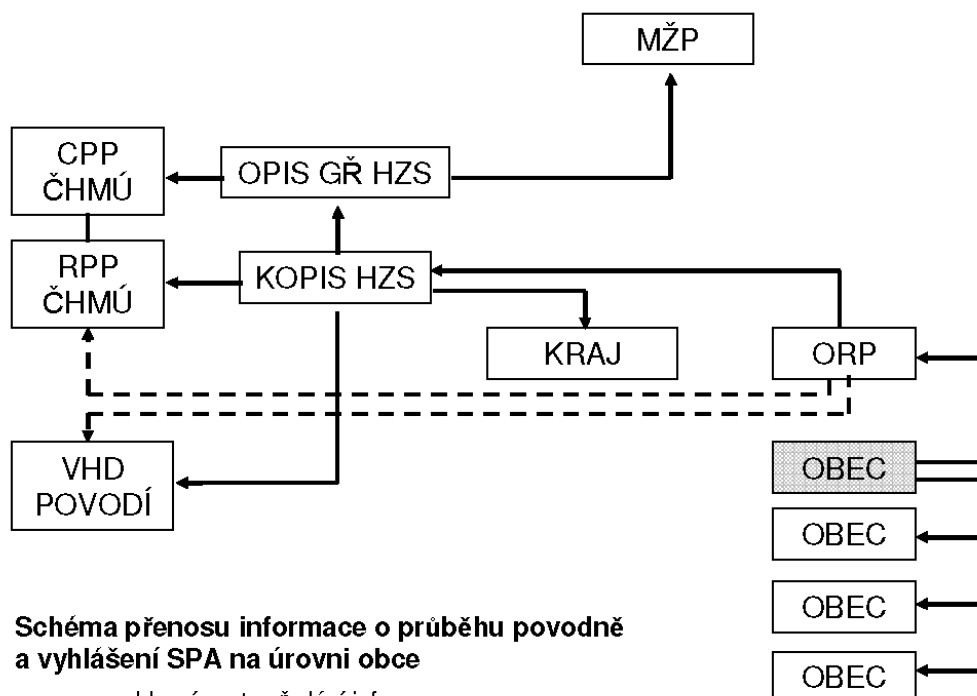 MŽP
CPP
ČHMÚ
OPIS GŘ HZS
RPP
ČHMÚ
KOPIS HZS
KRAJ
ORP
VHD
POVODÍ
OBEC
OBEC
OBEC
OBEC
Schéma přenosu informace o průběhu povodně
a vyhlášení SPA na úrovni obce